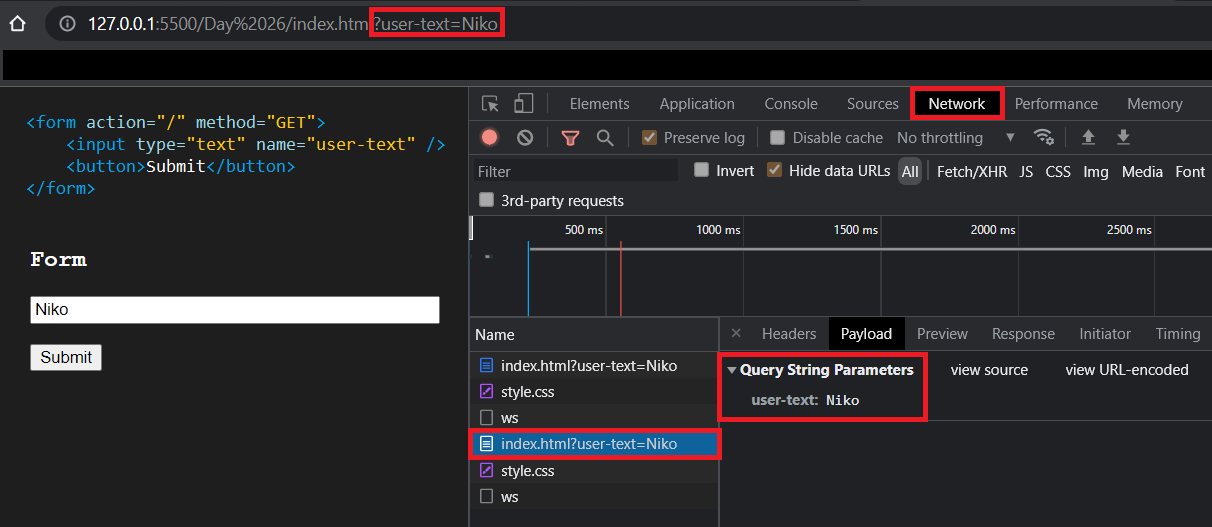 127.0.0.1:5500/Day%2026/index.htm?user-text=Niko
<form action="/" method="GET">
<input type="text" name="user-text" />
<button>Submit</button>
</form>
Form
Niko
Submit
Elements Application Console Sources Network Performance Memory
Preserve log Disable cache No throttling
Filter Invert Hide data URLs All Fetch/XHR JS CSS Img Media Font
3rd-party requests
500 ms 1000 ms 1500 ms 2000 ms 2500 ms
Name
index.html?user-text=Niko
style.css
ws
index.html?user-text=Niko
style.css
ws
× Headers Payload Preview Response Initiator Timing
▼Query String Parameters view source view URL-encoded
user-text: Niko